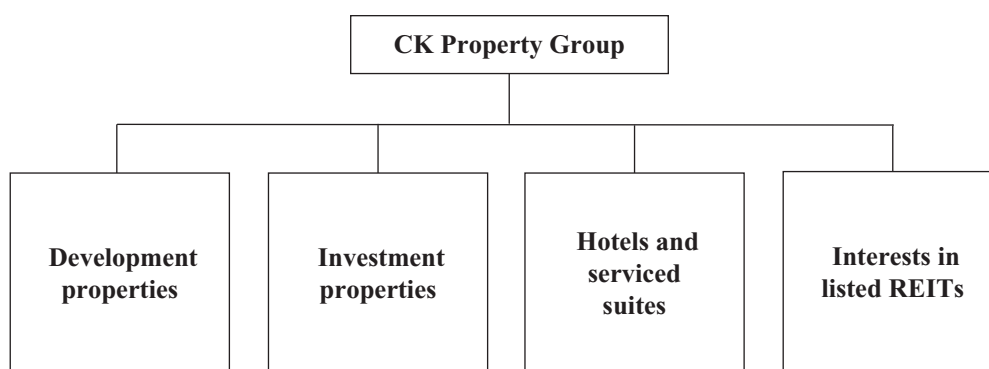 CK Property Group
Development
properties
Investment
properties
Hotels and
serviced
suites
Interests in
listed REITs